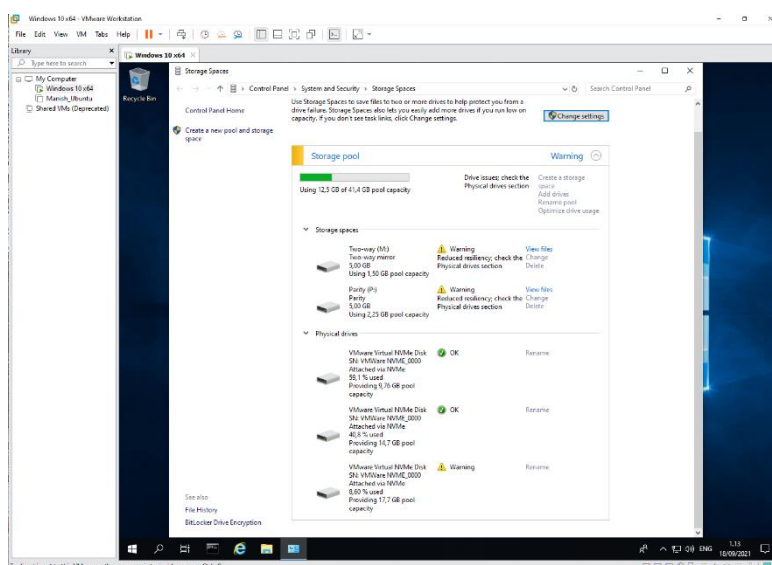 Windows 10 x64 - VMware Workstation
File Edit View VM Tabs Help
Library
Type here to search
My Computer
Windows 10 x64
Manish_Ubuntu
Shared VMs (Deprecated)
Windows 10 x64
Recycle Bin
Storage Spaces
Control Panel > System and Security > Storage Spaces
Search Control Panel
Control Panel Home
Create a new pool and storage
space
Use Storage Spaces to save files to two or more drives to help protect you from a
drive failure. Storage Spaces also lets you easily add more drives if you run low on
capacity. If you don't see task links, click Change settings.
Change settings
Storage pool
Warning
Using 12,5 GB of 41,4 GB pool capacity
Drive issues; check the
Physical drives section
Create a storage
space
Add drives
Rename pool
Optimize drive usage
Storage spaces
Two-way (M:)
Two-way mirror
5,00 GB
Using 1,50 GB pool capacity
Warning
Reduced resiliency; check the
Physical drives section
View files
Change
Delete
Parity (P:)
Parity
5,00 GB
Using 2,25 GB pool capacity
Warning
Reduced resiliency; check the
Physical drives section
View files
Change
Delete
Physical drives
VMware Virtual NVMe Disk
SN: VMWare NVME_0000
Attached via NVMe
59,1 % used
Providing 9,76 GB pool
capacity
OK
Rename
VMware Virtual NVMe Disk
SN: VMWare NVME_0000
Attached via NVMe
46,8 % used
Providing 14,7 GB pool
capacity
OK
Rename
VMware Virtual NVMe Disk
SN: VMWare NVME_0000
Attached via NVMe
8,60 % used
Providing 17,7 GB pool
capacity
Warning
Rename
See also
File History
BitLocker Drive Encryption
ENG
1.13
18/09/2021